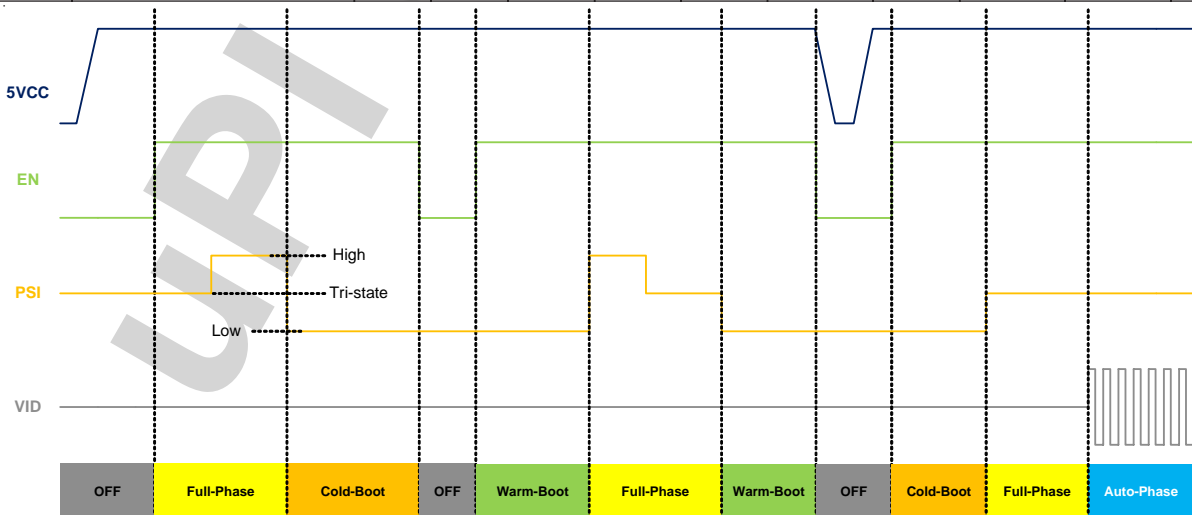 uPI
5VCC
EN
High
PSI
Tri-state
Low
VID
OFF Full-Phase Cold-Boot OFF Warm-Boot Full-Phase Warm-Boot OFF Cold-Boot Full-Phase Auto-Phase